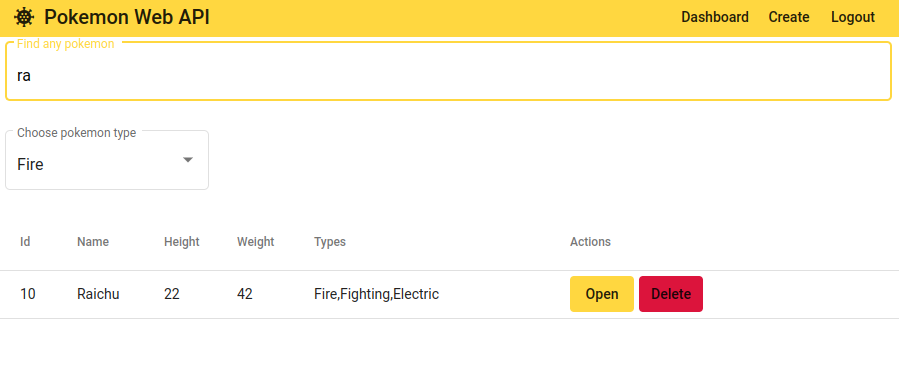 Pokemon Web API Dashboard Create Logout
Find any pokemon
ra
Choose pokemon type
Fire
Id Name Height Weight Types Actions
10 Raichu 22 42 Fire,Fighting,Electric Open Delete